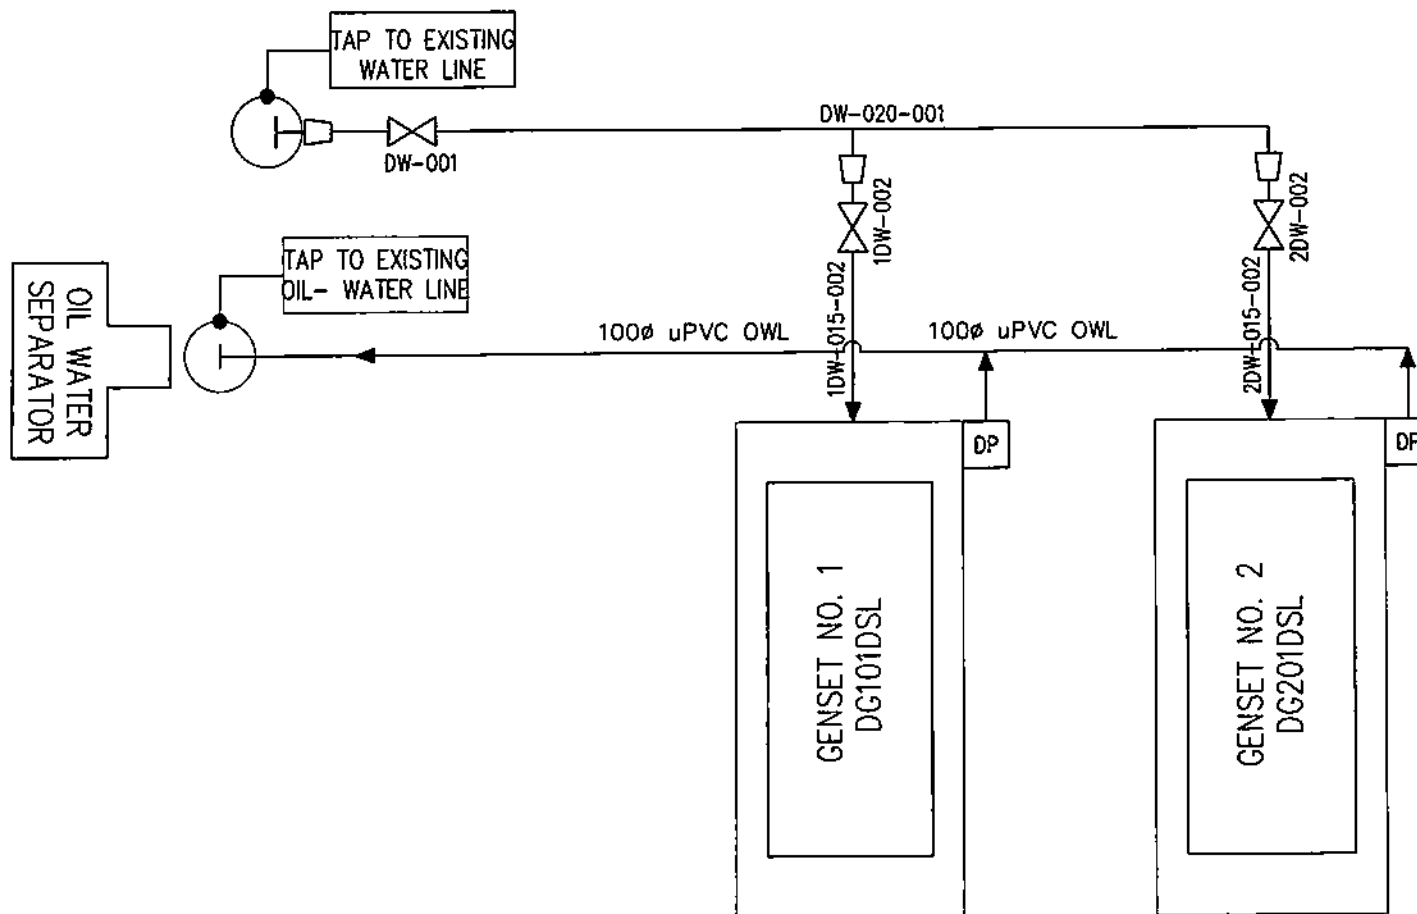 TAP TO EXISTING
WATER LINE
DW-020-001
DW-001
1DW-002
2DW-002
TAP TO EXISTING
OIL- WATER LINE
OIL WATER
SEPARATOR
100ø uPVC OWL
1DW-015-002
100ø uPVC OWL
2DW-015-002
DP
DP
GENSET NO. 1
DG101DSL
GENSET NO. 2
DG201DSL